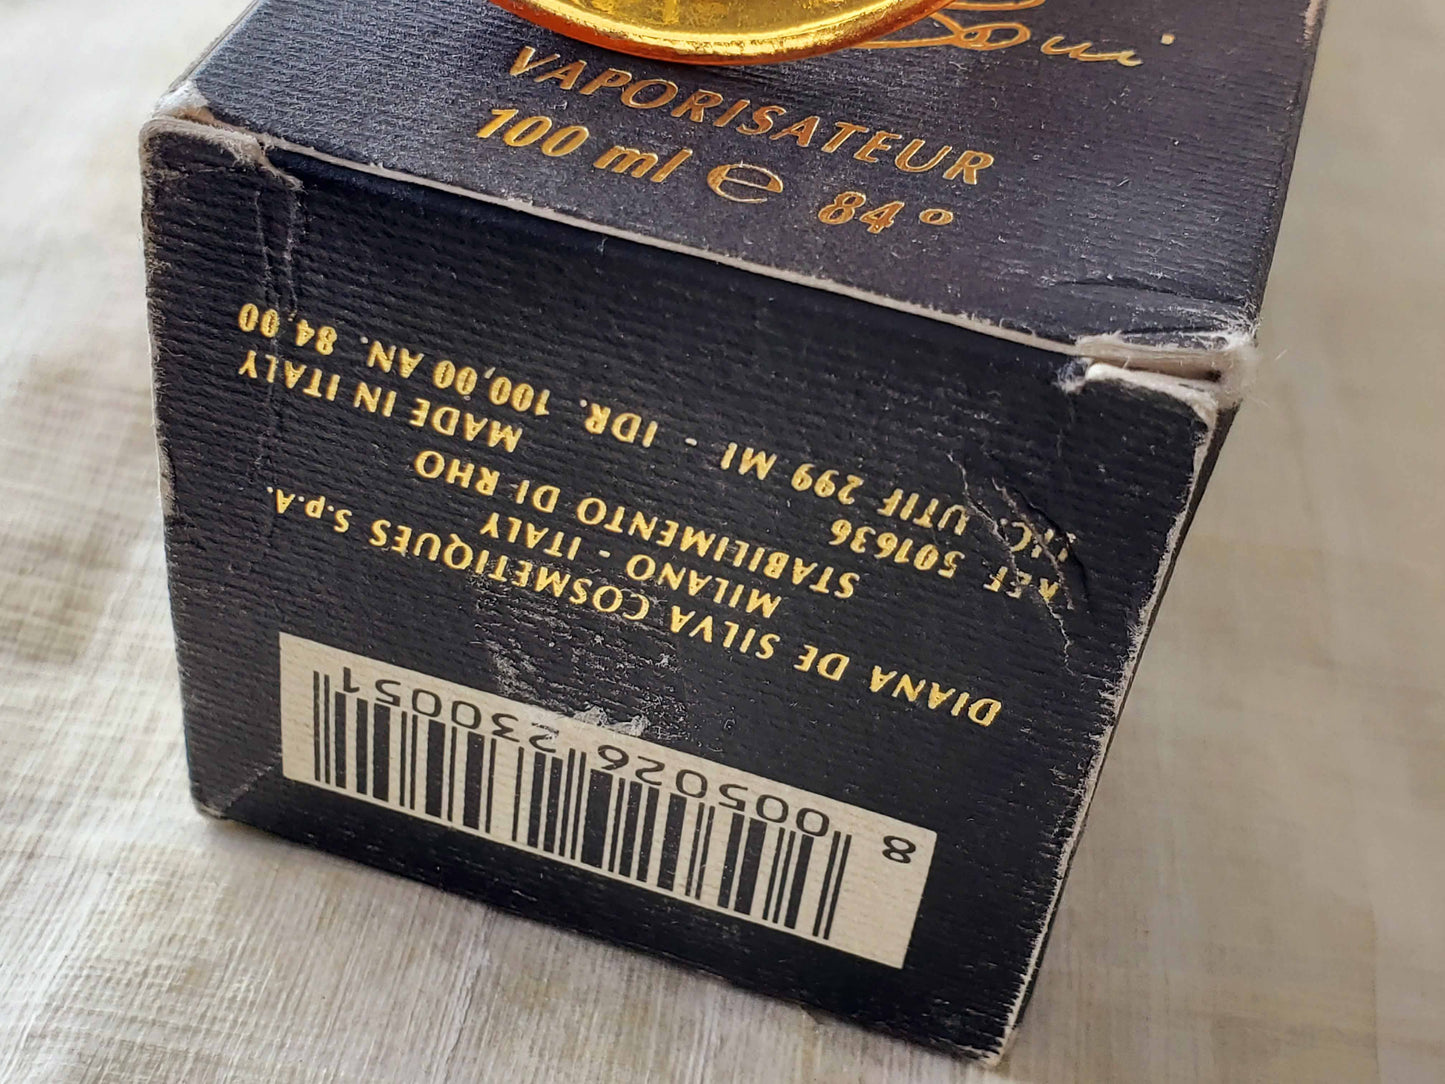 VAPORISATEUR
100 ml ℮ 84°
8 005026 230051
DIANA DE SILVA COSMETIQUES S.p.A.
MILANO - ITALY
STABILIMENTO DI RHO
REF 501636 MADE IN ITALY
LIC. UTIF 299 MI - IDR. 100,00 AN. 84,00